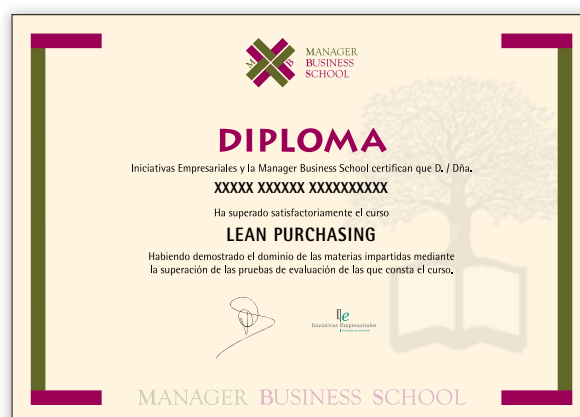 M B
MANAGER
BUSINESS
SCHOOL
DIPLOMA
Iniciativas Empresariales y la Manager Business School certifican que D. / Dña.
XXXXX XXXXXX XXXXXXXXXX
Ha superado satisfactoriamente el curso
LEAN PURCHASING
Habiendo demostrado el dominio de las materias impartidas mediante
la superación de las pruebas de evaluación de las que consta el curso.
Iniciativas Empresariales
MANAGER BUSINESS SCHOOL